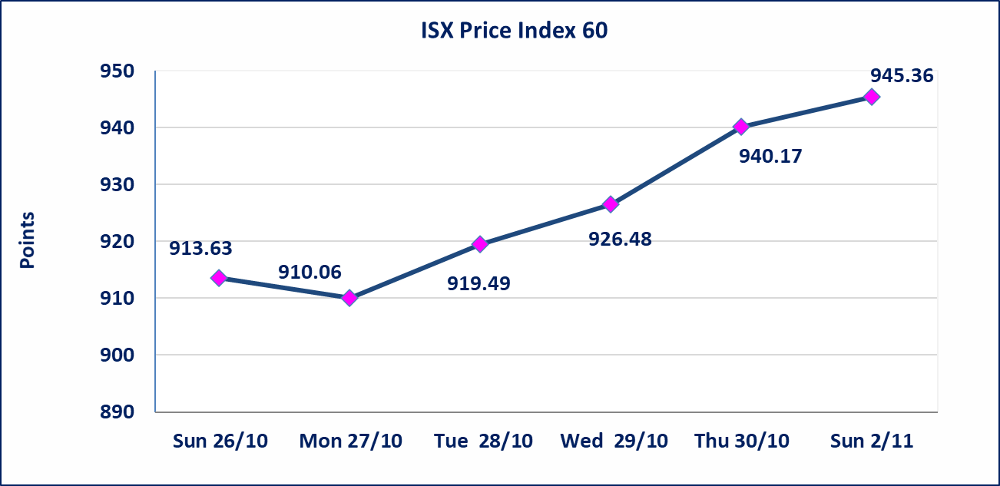 ISX Price Index 60
950
940
930
920
910
900
890
Points
913.63
910.06
919.49
926.48
940.17
945.36
Sun 26/10
Mon 27/10
Tue  28/10
Wed  29/10
Thu 30/10
Sun 2/11